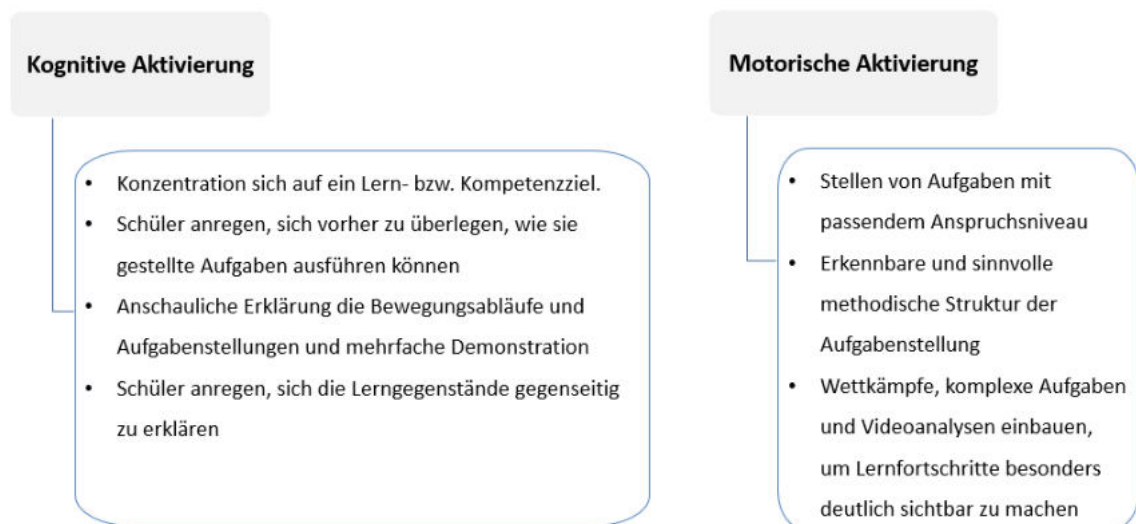 Kognitive Aktivierung
• Konzentration sich auf ein Lern- bzw. Kompetenzziel.
• Schüler anregen, sich vorher zu überlegen, wie sie
gestellte Aufgaben ausführen können
• Anschauliche Erklärung die Bewegungsabläufe und
Aufgabenstellungen und mehrfache Demonstration
• Schüler anregen, sich die Lerngegenstände gegenseitig
zu erklären
Motorische Aktivierung
• Stellen von Aufgaben mit
passendem Anspruchsniveau
• Erkennbare und sinnvolle
methodische Struktur der
Aufgabenstellung
• Wettkämpfe, komplexe Aufgaben
und Videoanalysen einbauen,
um Lernfortschritte besonders
deutlich sichtbar zu machen